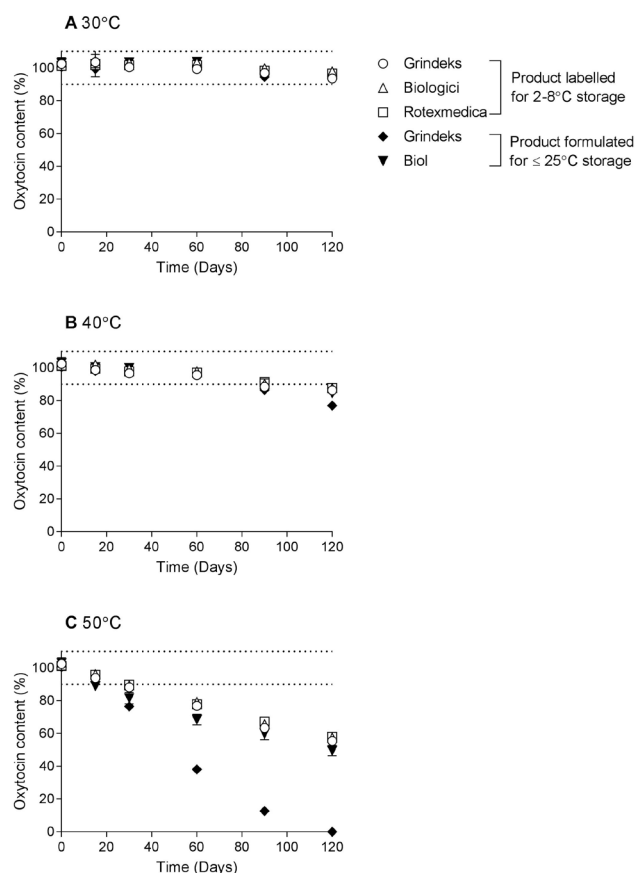 A 30°C
Oxytocin content (%)
100
80
60
40
20
0
0 20 40 60 80 100 120
Time (Days)
Grindeks
Biologici
Rotexmedica
Product labelled
for 2-8°C storage
Grindeks
Biol
Product formulated
for ≤ 25°C storage
B 40°C
Oxytocin content (%)
100
80
60
40
20
0
0 20 40 60 80 100 120
Time (Days)
C 50°C
Oxytocin content (%)
100
80
60
40
20
0
0 20 40 60 80 100 120
Time (Days)